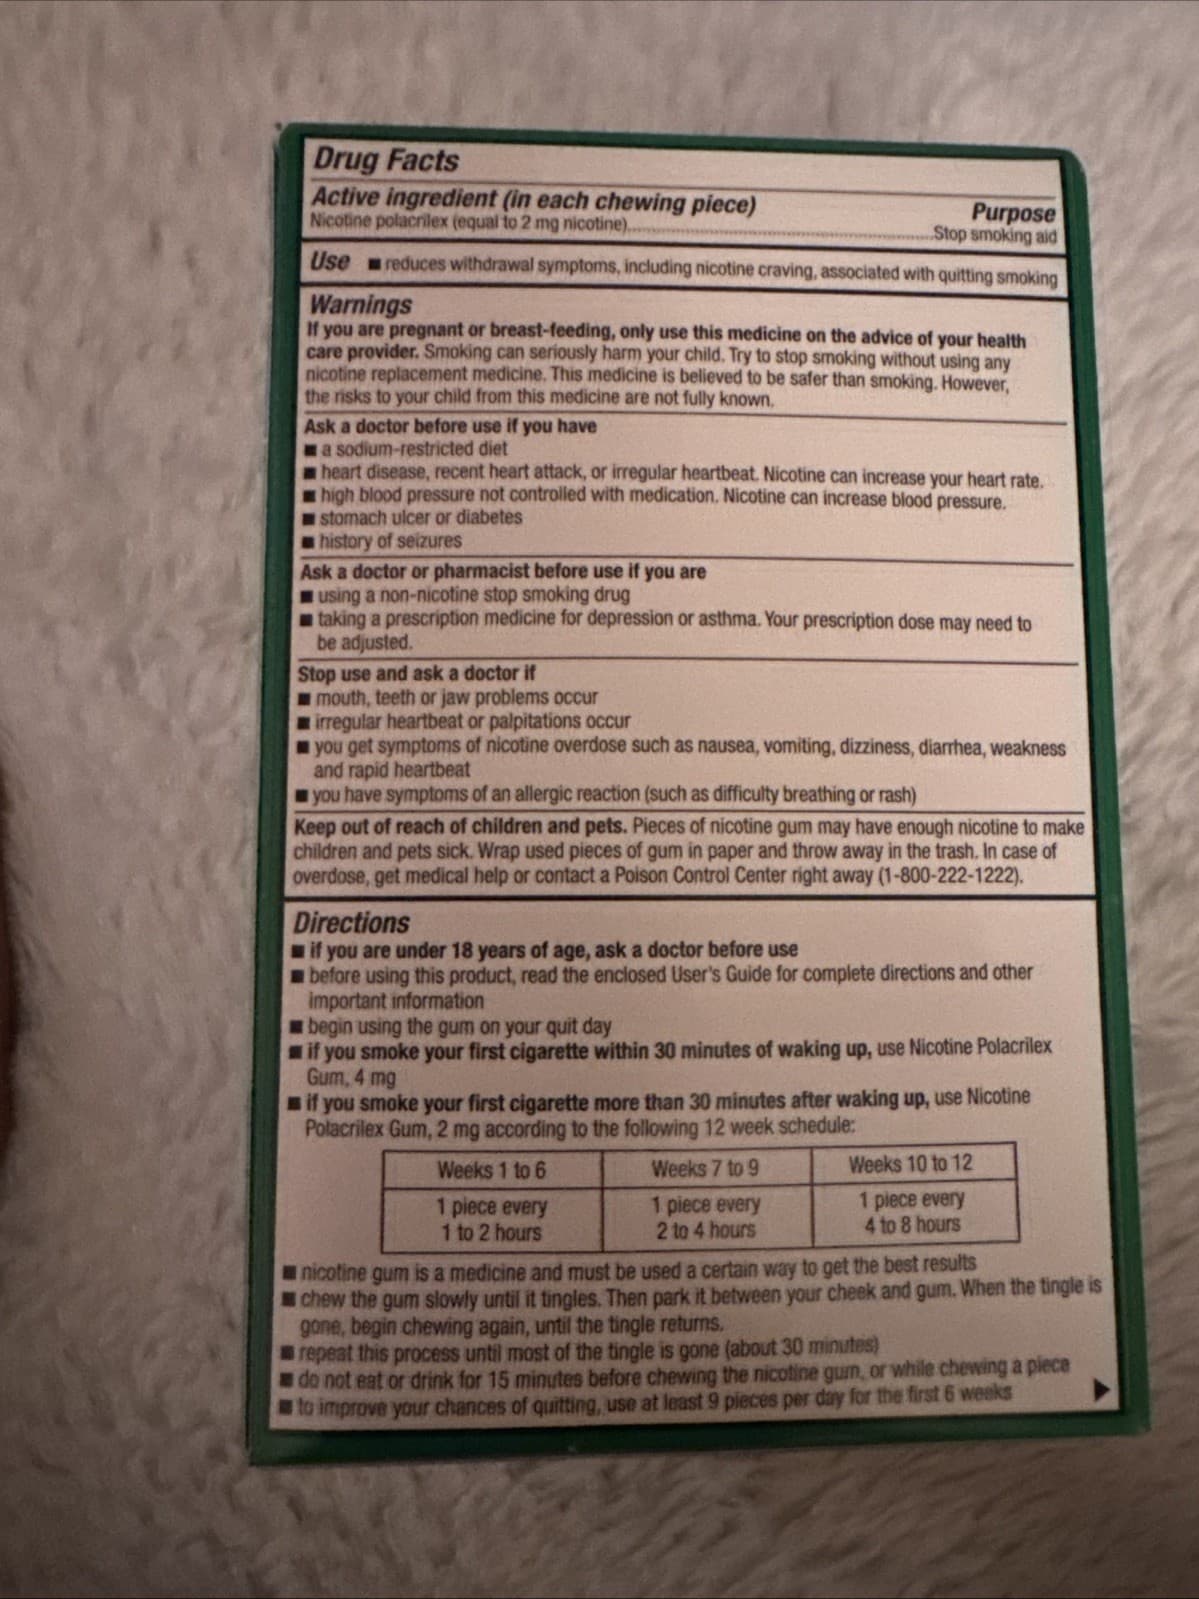 Drug Facts
Active ingredient (in each chewing piece) Purpose
Nicotine polacrilex (equal to 2 mg nicotine)..........Stop smoking aid
Use ■ reduces withdrawal symptoms, including nicotine craving, associated with quitting smoking
Warnings
If you are pregnant or breast-feeding, only use this medicine on the advice of your health
care provider. Smoking can seriously harm your child. Try to stop smoking without using any
nicotine replacement medicine. This medicine is believed to be safer than smoking. However,
the risks to your child from this medicine are not fully known.
Ask a doctor before use if you have
■ a sodium-restricted diet
■ heart disease, recent heart attack, or irregular heartbeat. Nicotine can increase your heart rate.
■ high blood pressure not controlled with medication. Nicotine can increase blood pressure.
■ stomach ulcer or diabetes
■ history of seizures
Ask a doctor or pharmacist before use if you are
■ using a non-nicotine stop smoking drug
■ taking a prescription medicine for depression or asthma. Your prescription dose may need to
be adjusted.
Stop use and ask a doctor if
■ mouth, teeth or jaw problems occur
■ irregular heartbeat or palpitations occur
■ you get symptoms of nicotine overdose such as nausea, vomiting, dizziness, diarrhea, weakness
and rapid heartbeat
■ you have symptoms of an allergic reaction (such as difficulty breathing or rash)
Keep out of reach of children and pets. Pieces of nicotine gum may have enough nicotine to make
children and pets sick. Wrap used pieces of gum in paper and throw away in the trash. In case of
overdose, get medical help or contact a Poison Control Center right away (1-800-222-1222).
Directions
■ if you are under 18 years of age, ask a doctor before use
■ before using this product, read the enclosed User's Guide for complete directions and other
important information
■ begin using the gum on your quit day
■ if you smoke your first cigarette within 30 minutes of waking up, use Nicotine Polacrilex
Gum, 4 mg
■ if you smoke your first cigarette more than 30 minutes after waking up, use Nicotine
Polacrilex Gum, 2 mg according to the following 12 week schedule:
Weeks 1 to 6 Weeks 7 to 9 Weeks 10 to 12
1 piece every 1 piece every 1 piece every
1 to 2 hours 2 to 4 hours 4 to 8 hours
■ nicotine gum is a medicine and must be used a certain way to get the best results
■ chew the gum slowly until it tingles. Then park it between your cheek and gum. When the tingle is
gone, begin chewing again, until the tingle returns.
■ repeat this process until most of the tingle is gone (about 30 minutes)
■ do not eat or drink for 15 minutes before chewing the nicotine gum, or while chewing a piece
■ to improve your chances of quitting, use at least 9 pieces per day for the first 6 weeks